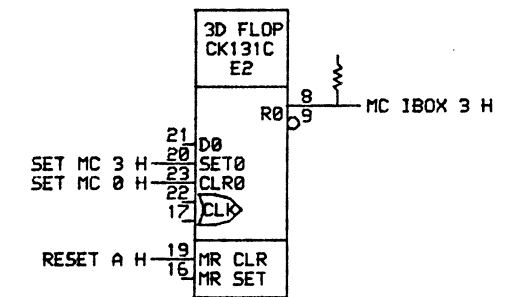 3D FLOP
CK131C
E2
8
R0
MC IBOX 3 H
9
21
D0
SET MC 3 H
20
SET0
SET MC 0 H
23
CLR0
22
CLK
17
RESET A H
19
MR CLR
16
MR SET